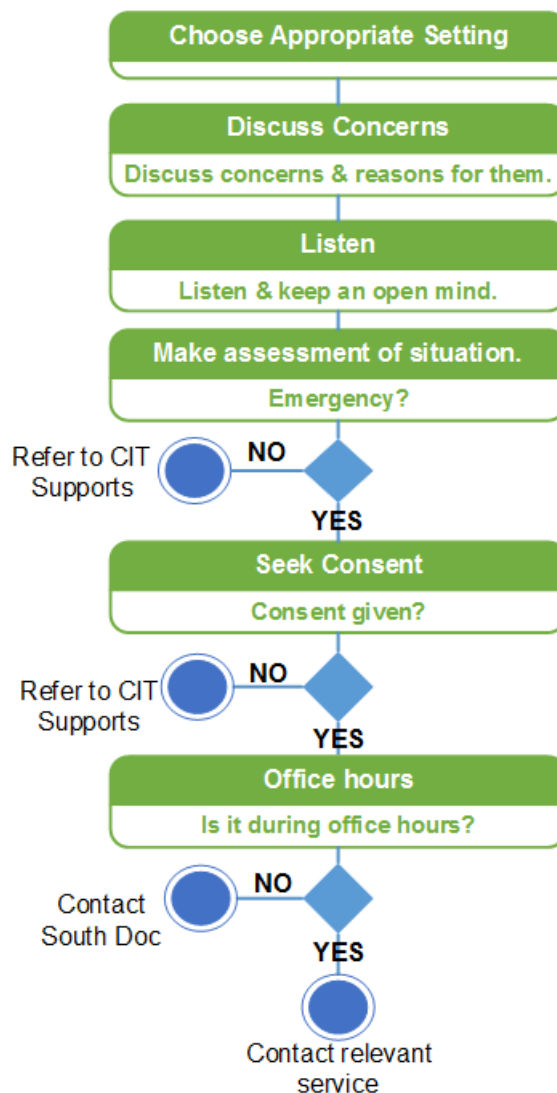 Choose Appropriate Setting
Discuss Concerns
Discuss concerns & reasons for them.
Listen
Listen & keep an open mind.
Make assessment of situation.
Emergency?
Refer to CIT
Supports
NO
YES
Seek Consent
Consent given?
Refer to CIT
Supports
NO
YES
Office hours
Is it during office hours?
Contact
South Doc
NO
YES
Contact relevant
service